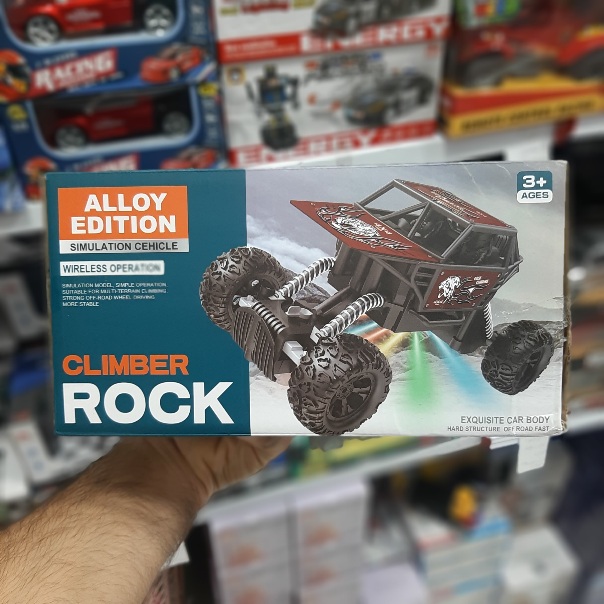 RACING
ENERGY
ENERGY
ALLOY
EDITION
SIMULATION CEHICLE
WIRELESS OPERATION
SIMULATION MODEL, SIMPLE OPERATION,
SUITABLE FOR MULTI-TERRAIN CLIMBING
STRONG OFF-ROAD WHEEL DRIVING
MORE STABLE
3+
AGES
CLIMBER
ROCK
EXQUISITE CAR BODY
HARD STRUCTURE OFF ROAD FAST